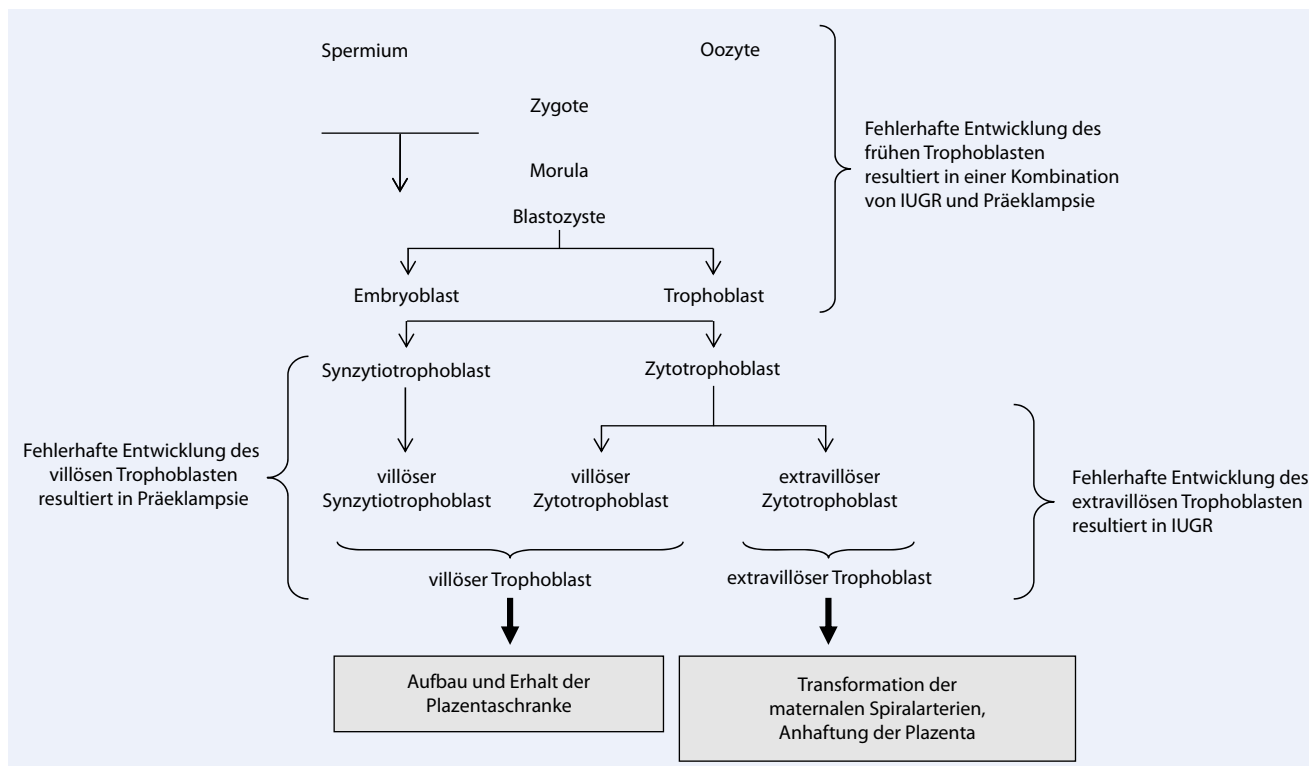 Spermium
Oozyte
Zygote
Morula
Blastozyste
Fehlerhafte Entwicklung des
frühen Trophoblasten
resultiert in einer Kombination
von IUGR und Präeklampsie
Embryoblast
Trophoblast
Synzytiotrophoblast
Zytotrophoblast
Fehlerhafte Entwicklung des
villösen Trophoblasten
resultiert in Präeklampsie
villöser
Synzytiotrophoblast
villöser
Zytotrophoblast
extravillöser
Zytotrophoblast
Fehlerhafte Entwicklung des
extravillösen Trophoblasten
resultiert in IUGR
villöser Trophoblast
extravillöser Trophoblast
Aufbau und Erhalt der
Plazentaschranke
Transformation der
maternalen Spiralarterien,
Anhaftung der Plazenta